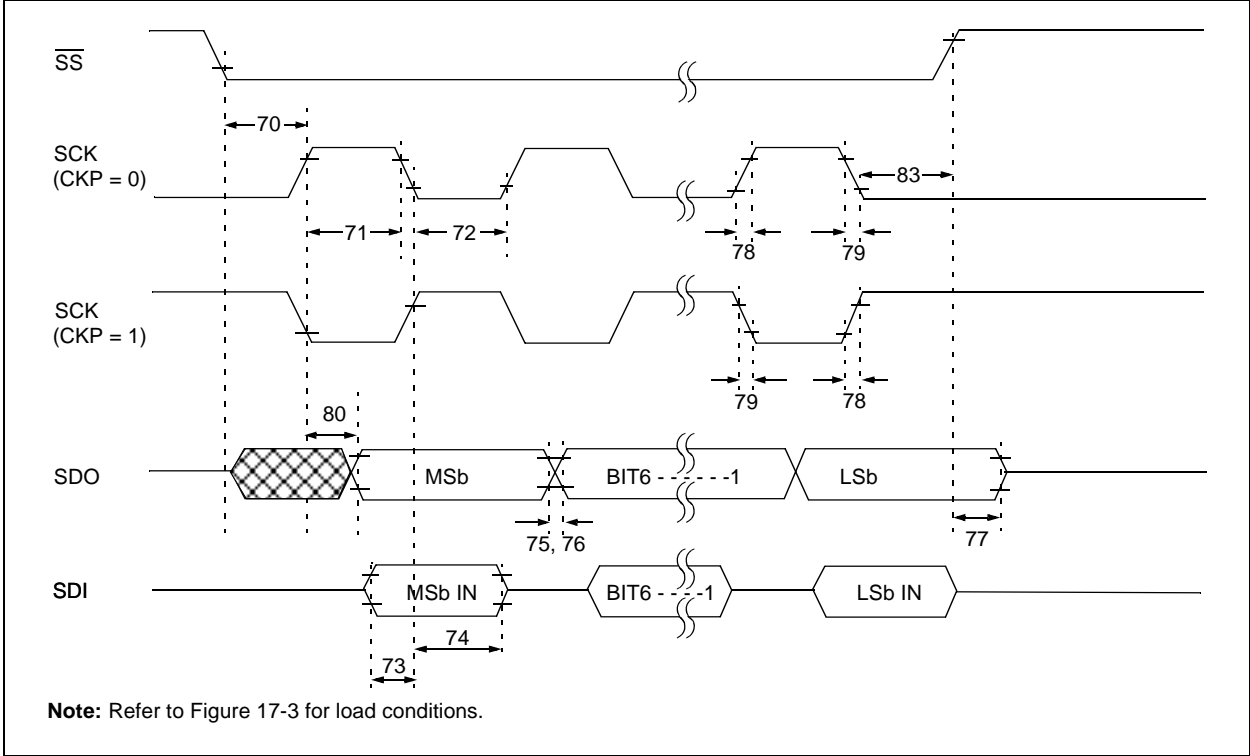 SS
70
SCK
(CKP = 0)
83
71
72
78
79
SCK
(CKP = 1)
79
78
80
SDO
MSb
BIT6 - - - - - -1
LSb
75, 76
77
SDI
MSb IN
BIT6 - - - -1
LSb IN
74
73
Note: Refer to Figure 17-3 for load conditions.